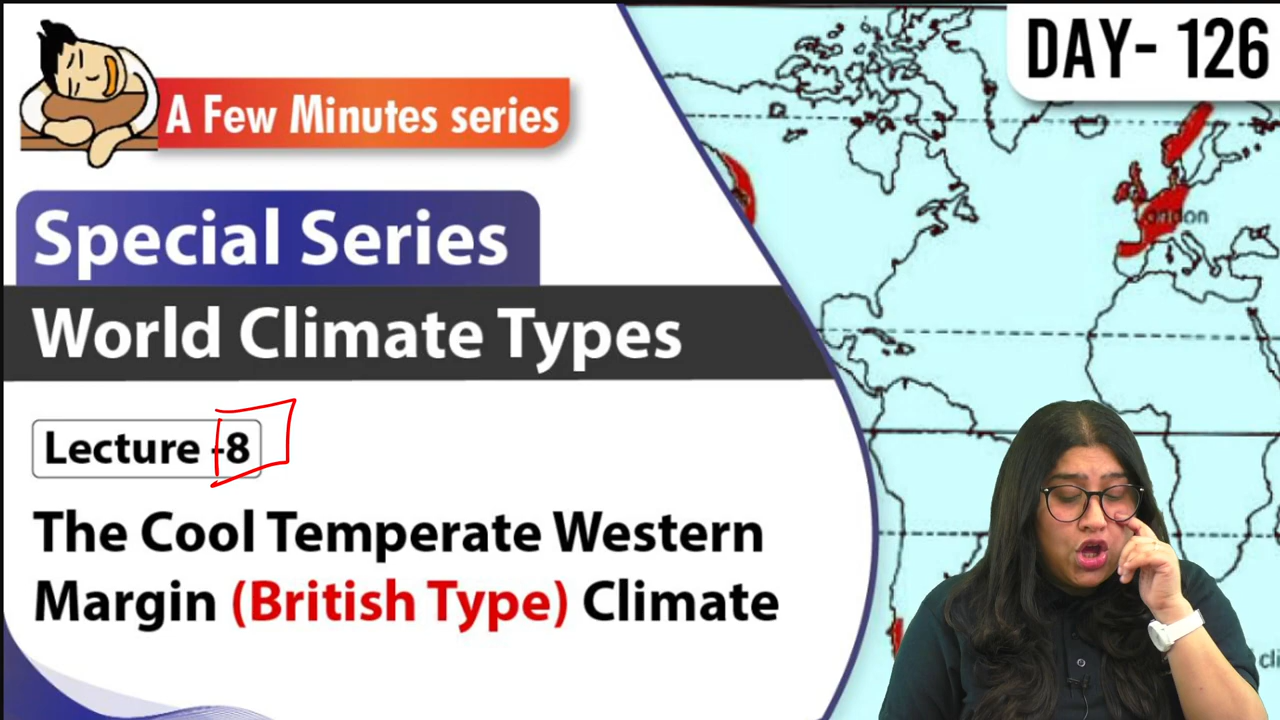 DAY- 126
A Few Minutes series
Special Series
World Climate Types
Lecture -8
The Cool Temperate Western
Margin (British Type) Climate
London
cli